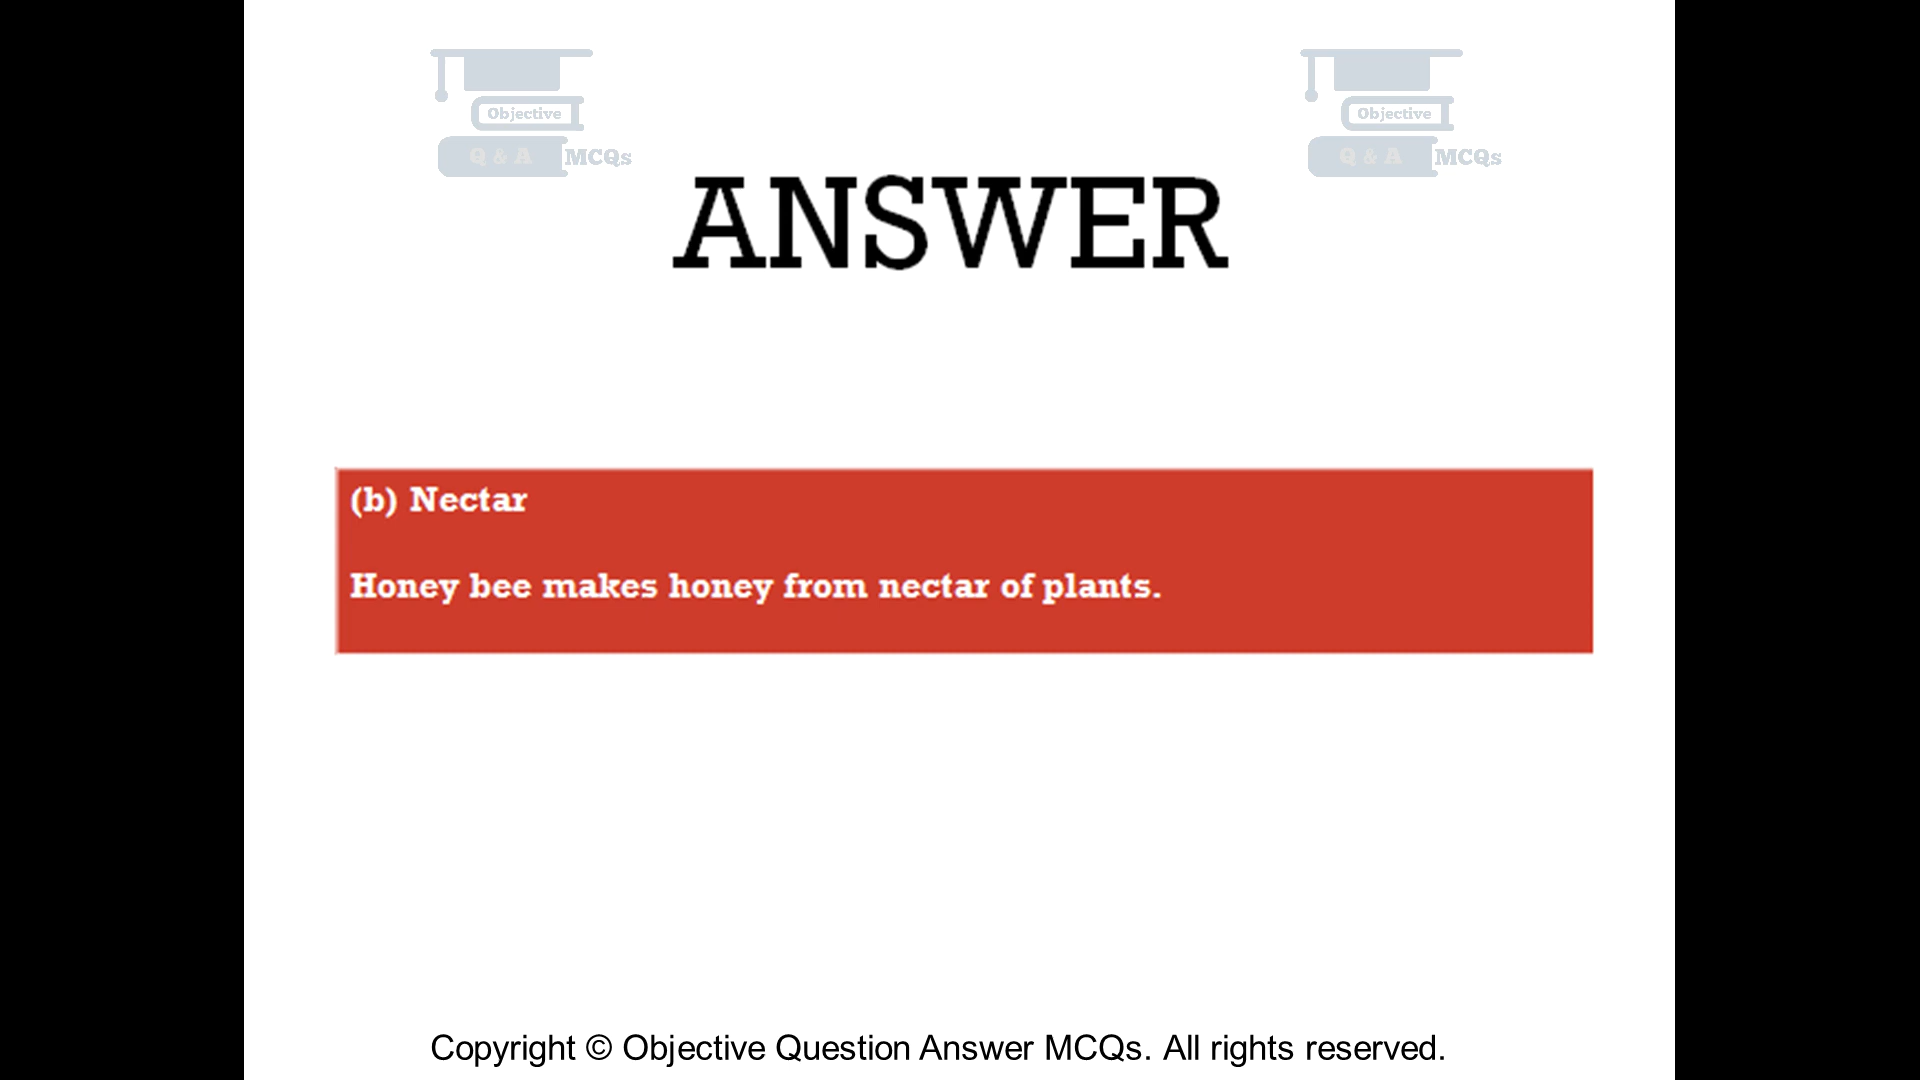 Objective
Q & A MCQs
Objective
Q & A MCQs
ANSWER
(b) Nectar
Honey bee makes honey from nectar of plants.
Copyright © Objective Question Answer MCQs. All rights reserved.